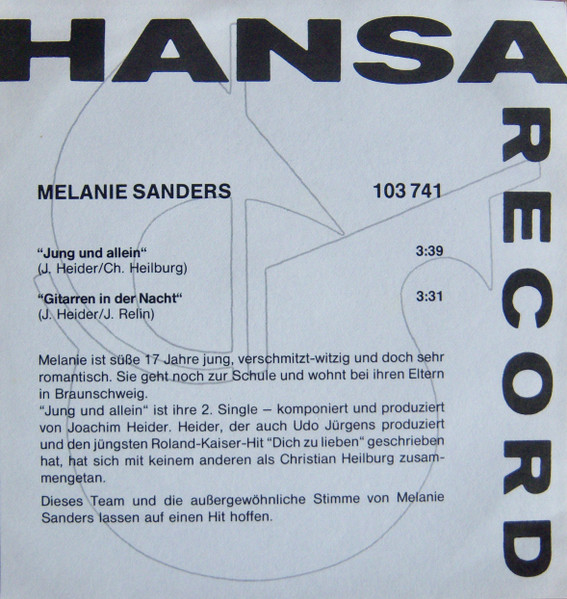 HANSA
RECORD
MELANIE SANDERS 103 741
“Jung und allein“ 3:39
(J. Heider/Ch. Heilburg)
“Gitarren in der Nacht“ 3:31
(J. Heider/J. Relin)
Melanie ist süße 17 Jahre jung, verschmitzt-witzig und doch sehr
romantisch. Sie geht noch zur Schule und wohnt bei ihren Eltern
in Braunschweig.
“Jung und allein“ ist ihre 2. Single – komponiert und produziert
von Joachim Heider. Heider, der auch Udo Jürgens produziert
und den jüngsten Roland-Kaiser-Hit “Dich zu lieben“ geschrieben
hat, hat sich mit keinem anderen als Christian Heilburg zusam-
mengetan.
Dieses Team und die außergewöhnliche Stimme von Melanie
Sanders lassen auf einen Hit hoffen.